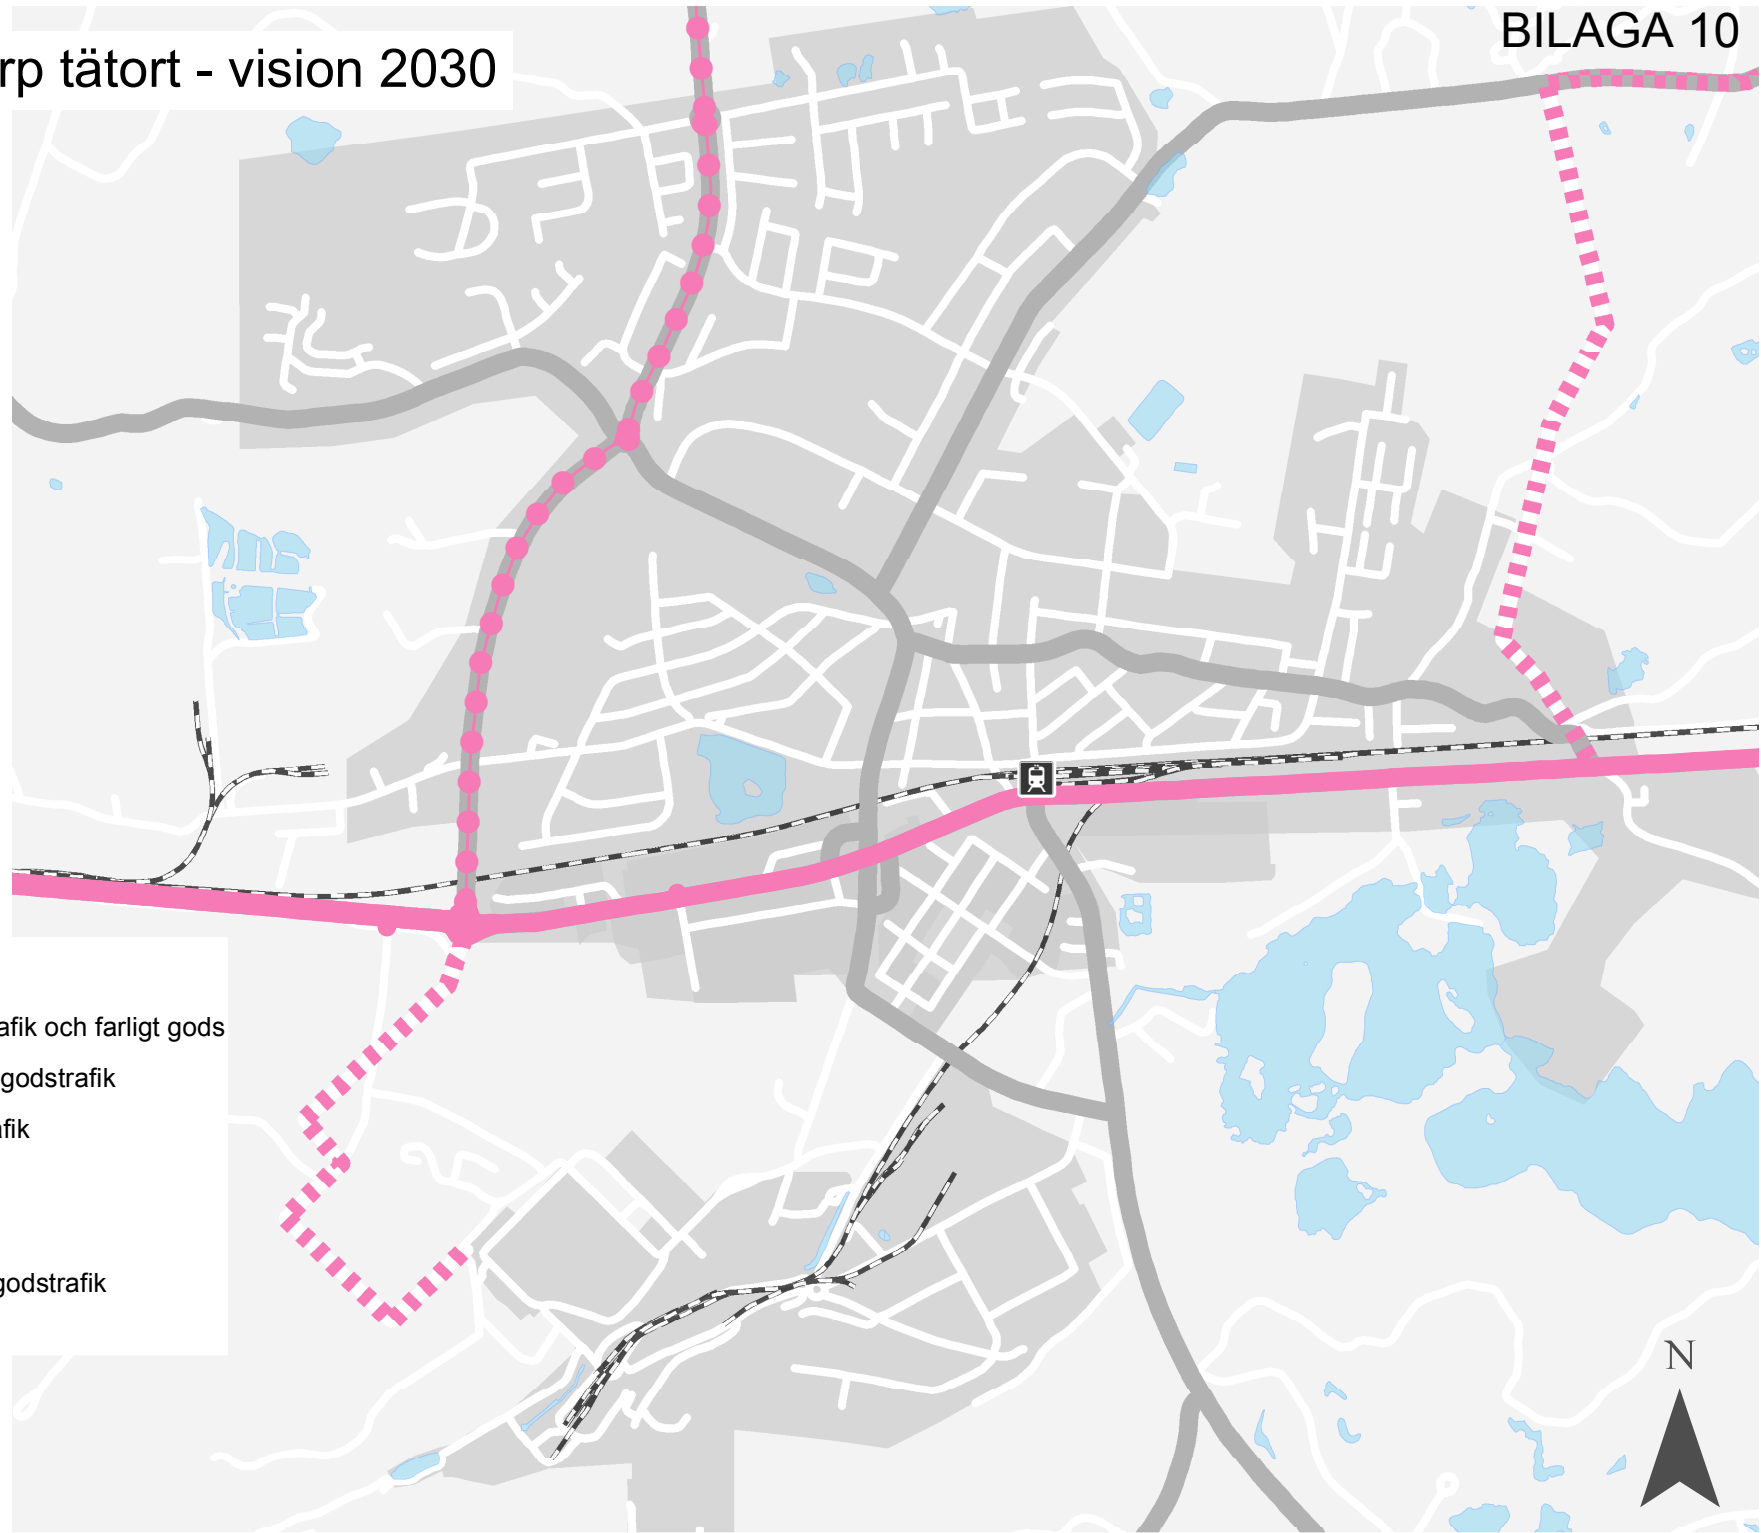 BILAGA 10
rp tätort - vision 2030
afik och farligt gods
godstrafik
afik
godstrafik
N